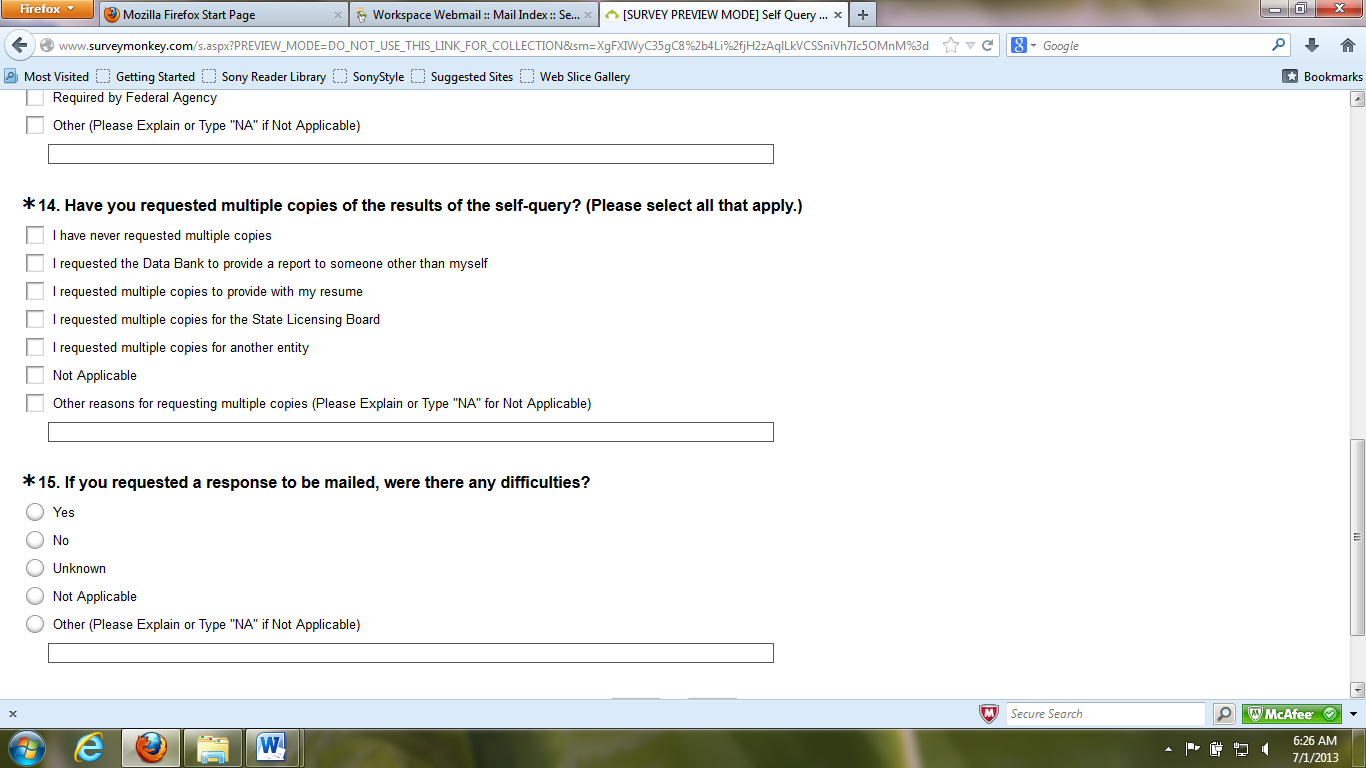 Firefox
Mozilla Firefox Start Page
Workspace Webmail :: Mail Index :: Se...
[SURVEY PREVIEW MODE] Self Query ...
www.surveymonkey.com/s.aspx?PREVIEW_MODE=DO_NOT_USE_THIS_LINK_FOR_COLLECTION&sm=XgFXIWyC35gC8%2b4Li%2fjH2zAqILkVCSSniVh7Ic5OMnM%3d
Google
Most Visited
Getting Started
Sony Reader Library
SonyStyle
Suggested Sites
Web Slice Gallery
Bookmarks
Required by Federal Agency
Other (Please Explain or Type "NA" if Not Applicable)
*14. Have you requested multiple copies of the results of the self-query? (Please select all that apply.)
I have never requested multiple copies
I requested the Data Bank to provide a report to someone other than myself
I requested multiple copies to provide with my resume
I requested multiple copies for the State Licensing Board
I requested multiple copies for another entity
Not Applicable
Other reasons for requesting multiple copies (Please Explain or Type "NA" for Not Applicable)
*15. If you requested a response to be mailed, were there any difficulties?
Yes
No
Unknown
Not Applicable
Other (Please Explain or Type "NA" if Not Applicable)
Secure Search
McAfee
6:26 AM
7/1/2013